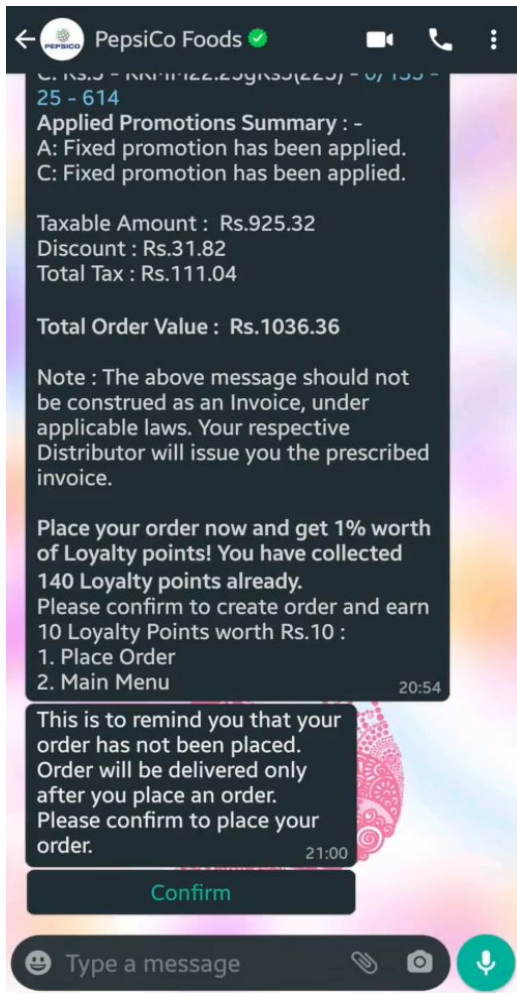 PEPSICO
PepsiCo Foods
25 - 614
Applied Promotions Summary : -
A: Fixed promotion has been applied.
C: Fixed promotion has been applied.
Taxable Amount :  Rs.925.32
Discount : Rs.31.82
Total Tax : Rs.111.04
Total Order Value :  Rs.1036.36
Note : The above message should not
be construed as an Invoice, under
applicable laws. Your respective
Distributor will issue you the prescribed
invoice.
Place your order now and get 1% worth
of Loyalty points! You have collected
140 Loyalty points already.
Please confirm to create order and earn
10 Loyalty Points worth Rs.10 :
1. Place Order
2. Main Menu
20:54
This is to remind you that your
order has not been placed.
Order will be delivered only
after you place an order.
Please confirm to place your
order.
21:00
Confirm
Type a message